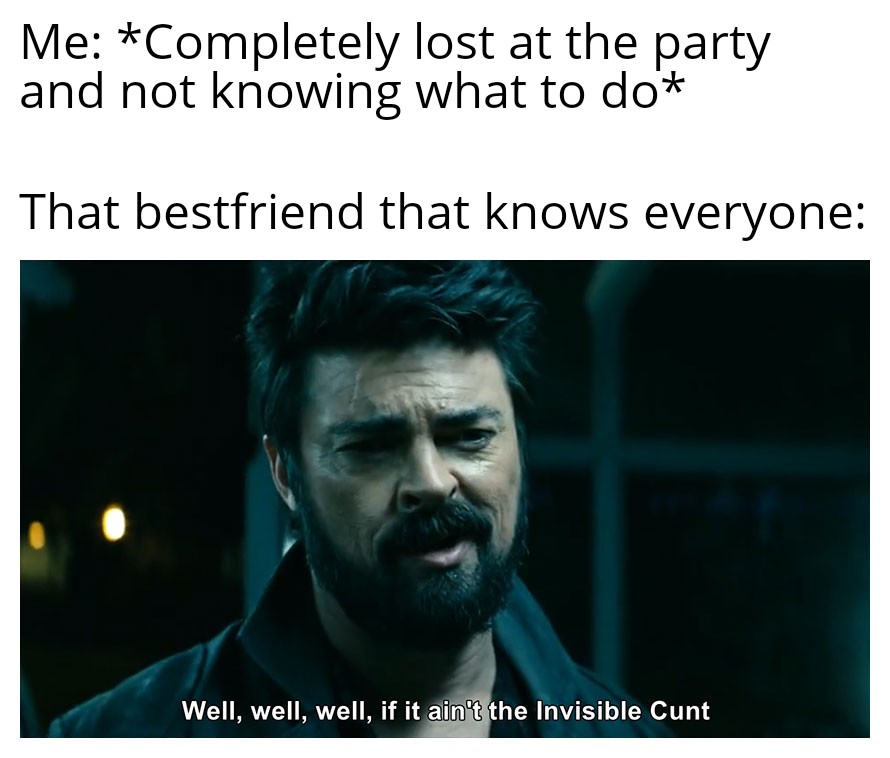 Me: *Completely lost at the party
and not knowing what to do*
That bestfriend that knows everyone:
Well, well, well, if it ain't the Invisible Cunt